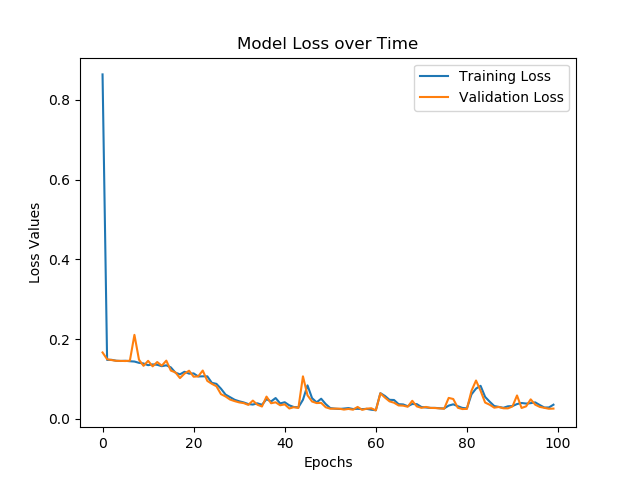 Model Loss over Time
Training Loss
Validation Loss
Loss Values
0.8
0.6
0.4
0.2
0.0
0 20 40 60 80 100
Epochs